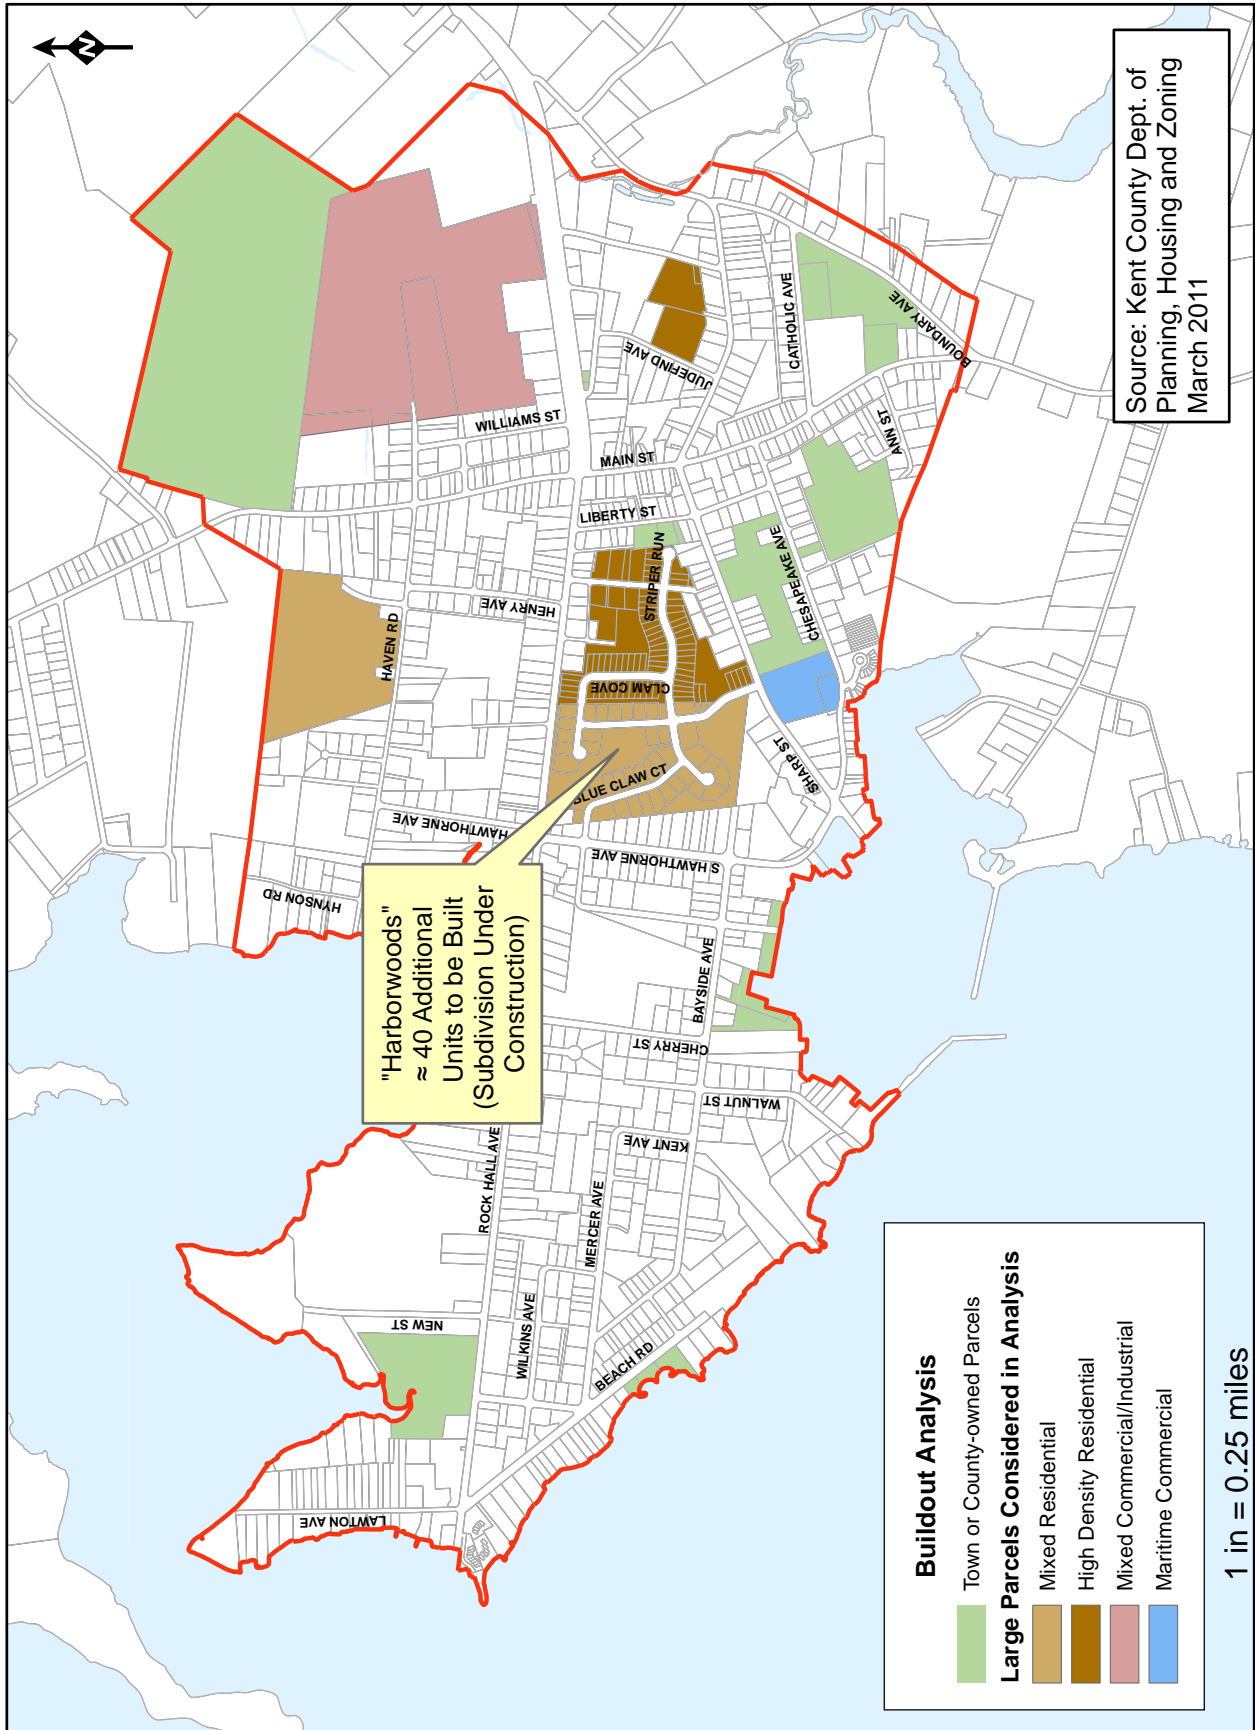 N
"Harborwoods"
≈ 40 Additional
Units to be Built
(Subdivision Under
Construction)
LAWTON AVE
NEW ST
ROCK HALL AVE
WILKINS AVE
MERCER AVE
BEACH RD
KENT AVE
WALNUT ST
CHERRY ST
BAYSIDE AVE
HYNSON RD
HAWTHORNE AVE
S HAWTHORNE AVE
BLUE CLAW CT
SHARP ST
HAVEN RD
HENRY AVE
CLAM COVE
STRIPER RUN
LIBERTY ST
CHESAPEAKE AVE
MAIN ST
WILLIAMS ST
JUDEFIND AVE
CATHOLIC AVE
ANN ST
BOUNDARY AVE
Buildout Analysis
Town or County-owned Parcels
Large Parcels Considered in Analysis
Mixed Residential
High Density Residential
Mixed Commercial/Industrial
Maritime Commercial
1 in = 0.25 miles
Source: Kent County Dept. of
Planning, Housing and Zoning
March 2011